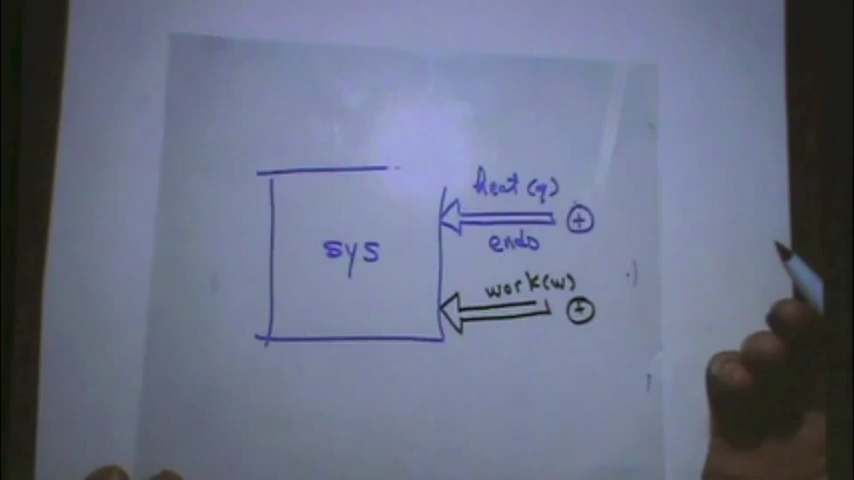 heat (q)
+
sys
endo
work (w)
+